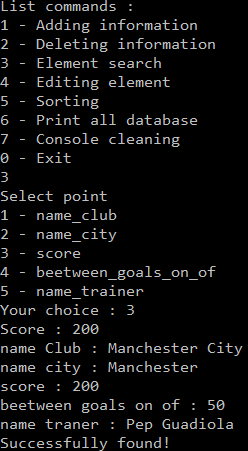 List commands :
1 - Adding information
2 - Deleting information
3 - Element search
4 - Editing element
5 - Sorting
6 - Print all database
7 - Console cleaning
0 - Exit
3
Select point
1 - name_club
2 - name_city
3 - score
4 - beetween_goals_on_of
5 - name_trainer
Your choice : 3
Score : 200
name Club : Manchester City
name city : Manchester
score : 200
beetween goals on of : 50
name traner : Pep Guadiola
Successfully found!